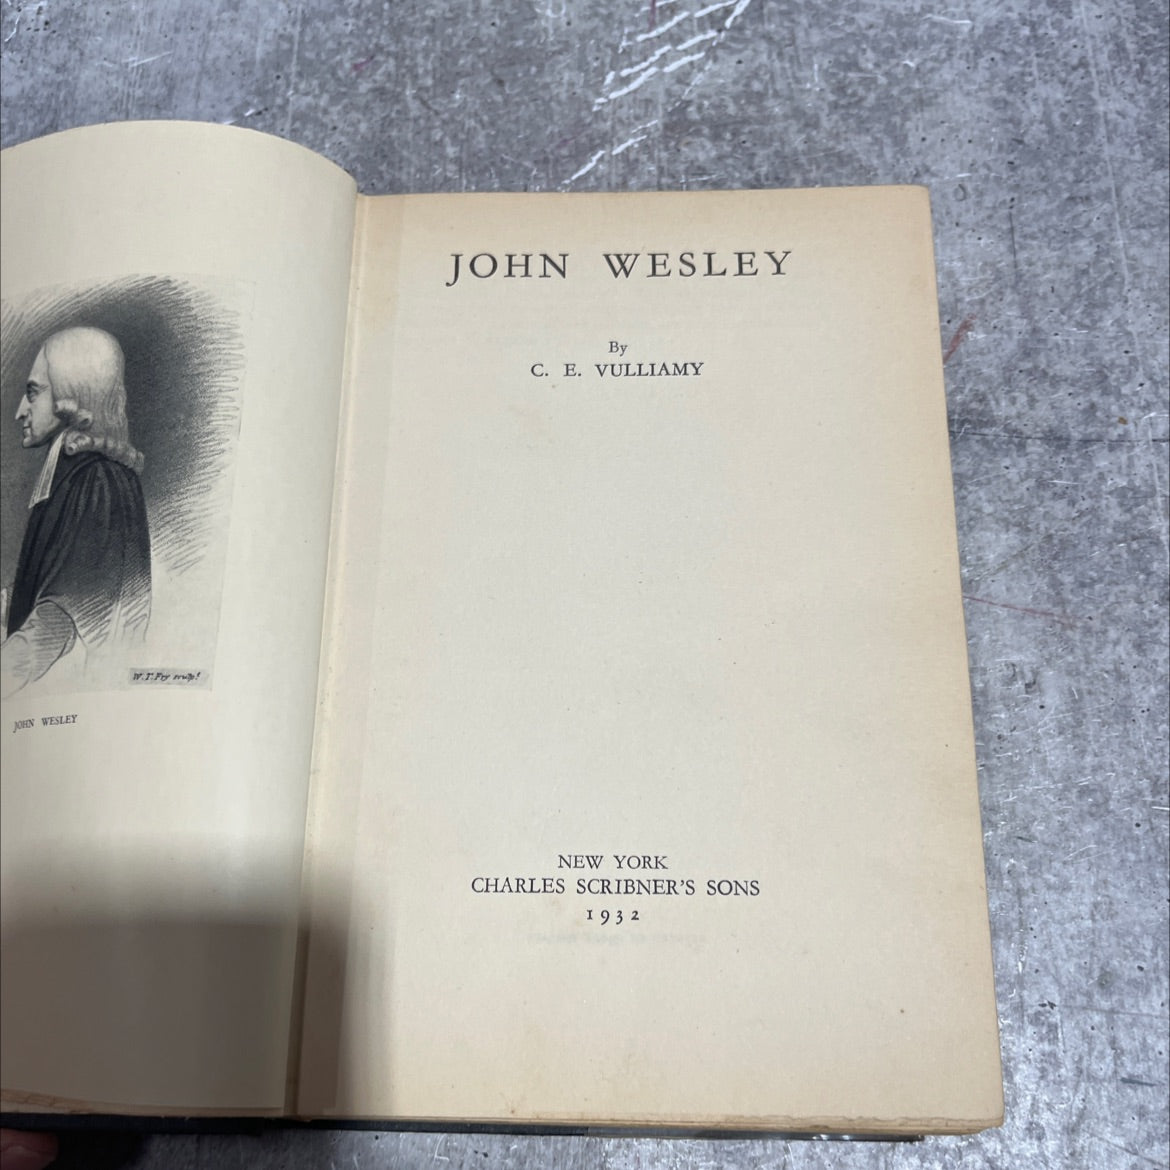 W. T. Fry sculp!
JOHN WESLEY
JOHN WESLEY
By
C. E. VULLIAMY
NEW YORK
CHARLES SCRIBNER'S SONS
1932